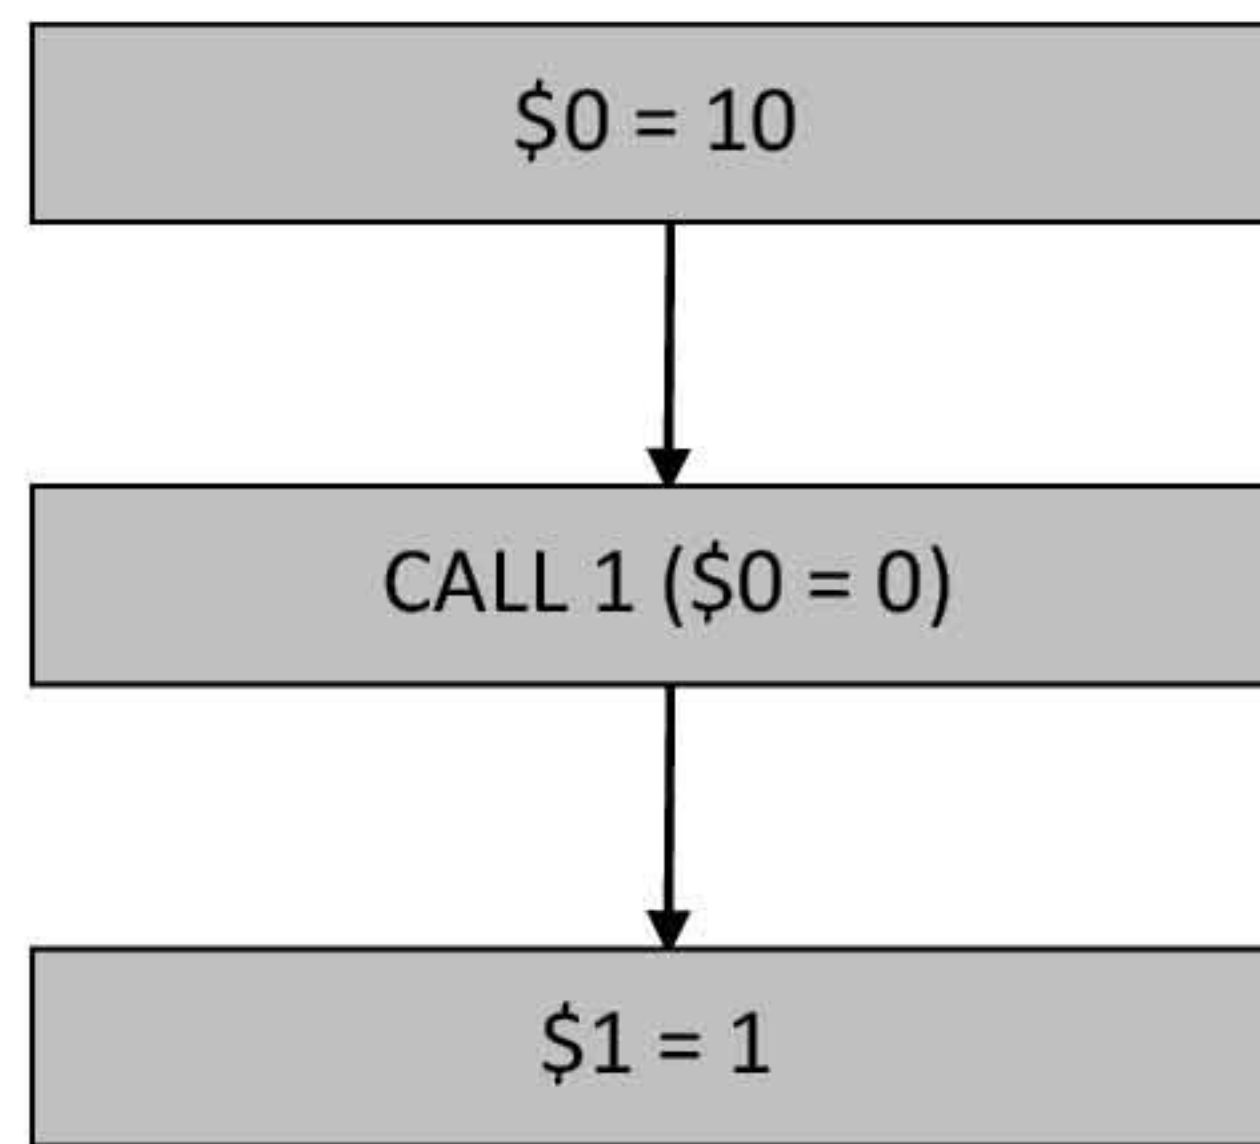 $0 = 10
CALL 1 ($0 = 0)
$1 = 1